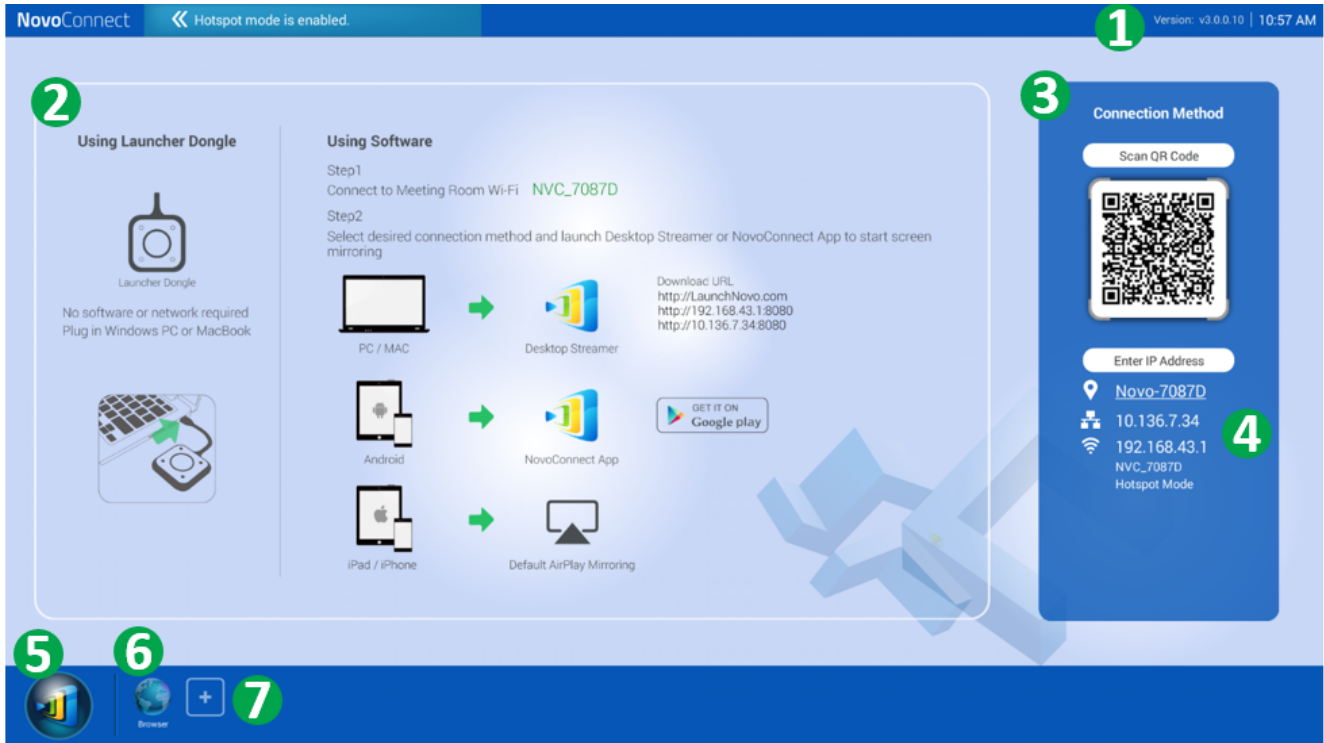 NovoConnect
Hotspot mode is enabled.
1
Version: v3.0.0.10 | 10:57 AM
2
Using Launcher Dongle
Launcher Dongle
No software or network required
Plug in Windows PC or MacBook
Using Software
Step1
Connect to Meeting Room Wi-Fi NVC_7087D
Step2
Select desired connection method and launch Desktop Streamer or NovoConnect App to start screen
mirroring
PC / MAC
Desktop Streamer
Download URL
http://LaunchNovo.com
http://192.168.43.1:8080
http://10.136.7.34:8080
Android
NovoConnect App
GET IT ON
Google play
iPad / iPhone
Default AirPlay Mirroring
3
Connection Method
Scan QR Code
Enter IP Address
Novo-7087D
10.136.7.34
4
192.168.43.1
NVC_7087D
Hotspot Mode
5
6
Browser
+
7